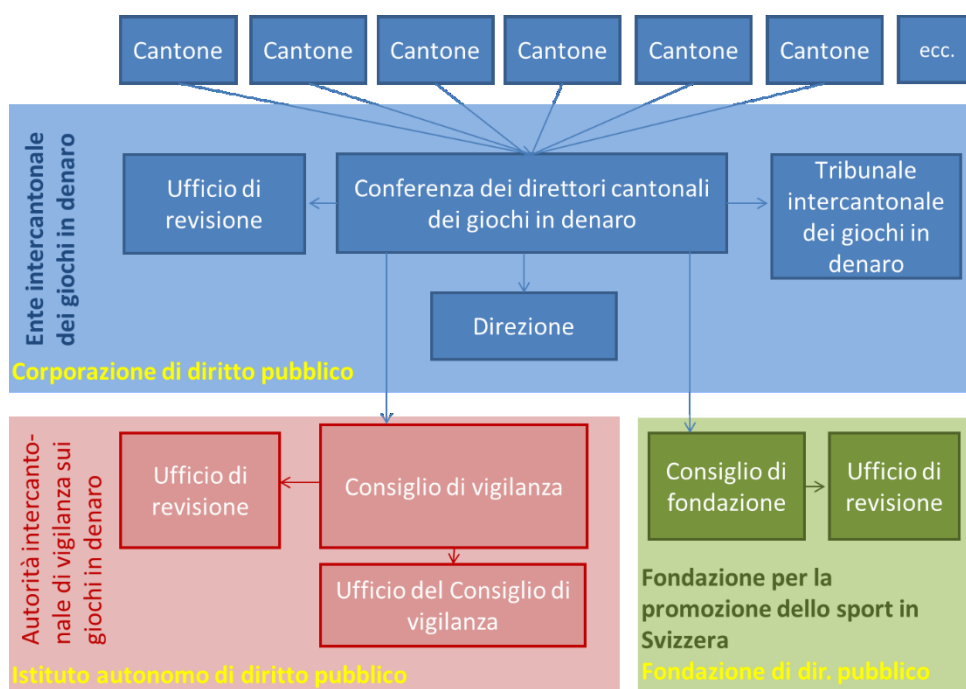 Cantone
Cantone
Cantone
Cantone
Cantone
Cantone
ecc.
Ente intercantonale
dei giochi in denaro
Ufficio di
revisione
Conferenza dei direttori cantonali
dei giochi in denaro
Tribunale
intercantonale
dei giochi in
denaro
Direzione
Corporazione di diritto pubblico
Autorità intercanto-
nale di vigilanza sui
giochi in denaro
Ufficio di
revisione
Consiglio di vigilanza
Ufficio del Consiglio di
vigilanza
Istituto autonomo di diritto pubblico
Consiglio di
fondazione
Ufficio di
revisione
Fondazione per la
promozione dello sport in
Svizzera
Fondazione di dir. pubblico